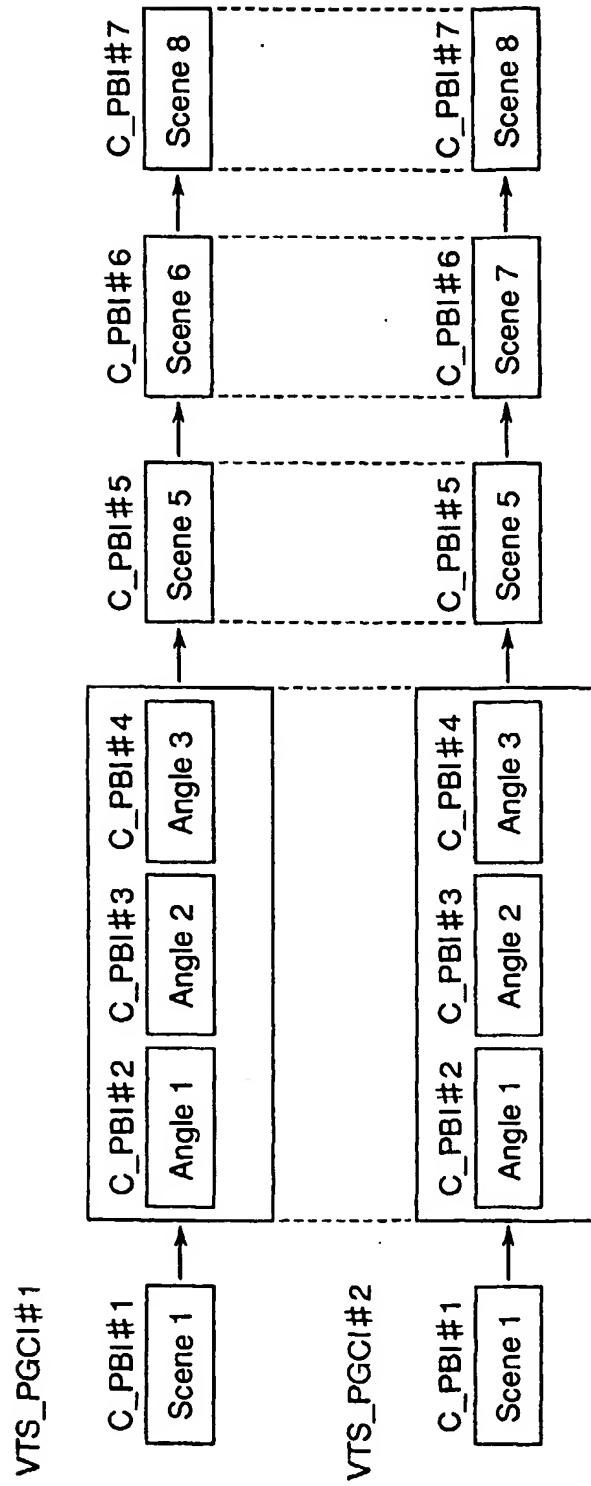 VTS_PGCI#1
C_PBI#1 C_PBI#2 C_PBI#3 C_PBI#4 C_PBI#5 C_PBI#6 C_PBI#7
Scene 1 Angle 1 Angle 2 Angle 3 Scene 5 Scene 6 Scene 8
VTS_PGCI#2
C_PBI#1 C_PBI#2 C_PBI#3 C_PBI#4 C_PBI#5 C_PBI#6 C_PBI#7
Scene 1 Angle 1 Angle 2 Angle 3 Scene 5 Scene 7 Scene 8